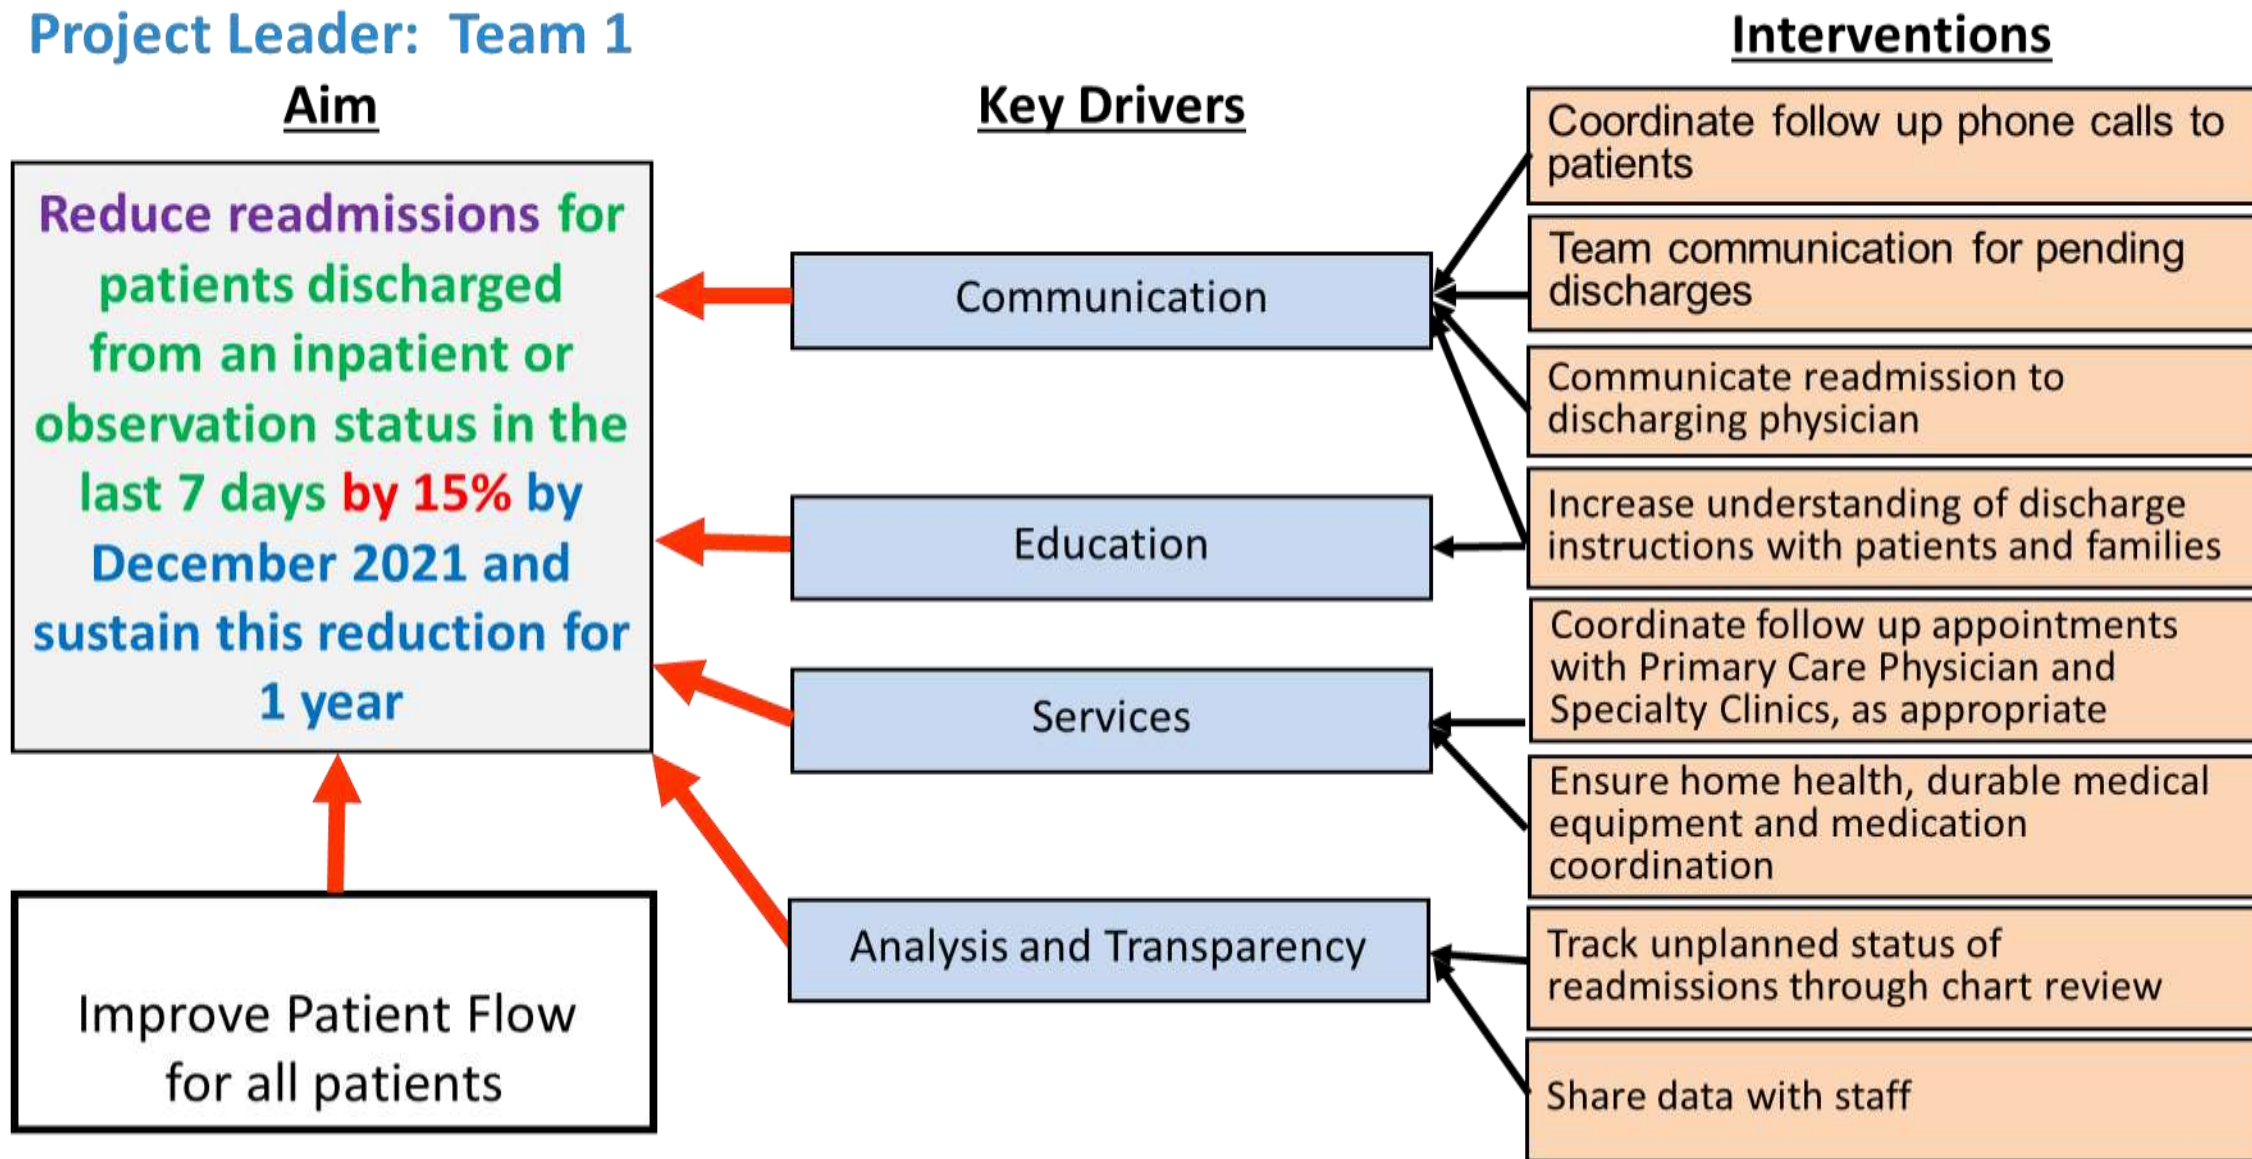 Project Leader: Team 1
Aim
Reduce readmissions for
patients discharged
from an inpatient or
observation status in the
last 7 days by 15% by
December 2021 and
sustain this reduction for
1 year
Improve Patient Flow
for all patients
Key Drivers
Communication
Education
Services
Analysis and Transparency
Interventions
Coordinate follow up phone calls to
patients
Team communication for pending
discharges
Communicate readmission to
discharging physician
Increase understanding of discharge
instructions with patients and families
Coordinate follow up appointments
with Primary Care Physician and
Specialty Clinics, as appropriate
Ensure home health, durable medical
equipment and medication
coordination
Track unplanned status of
readmissions through chart review
Share data with staff